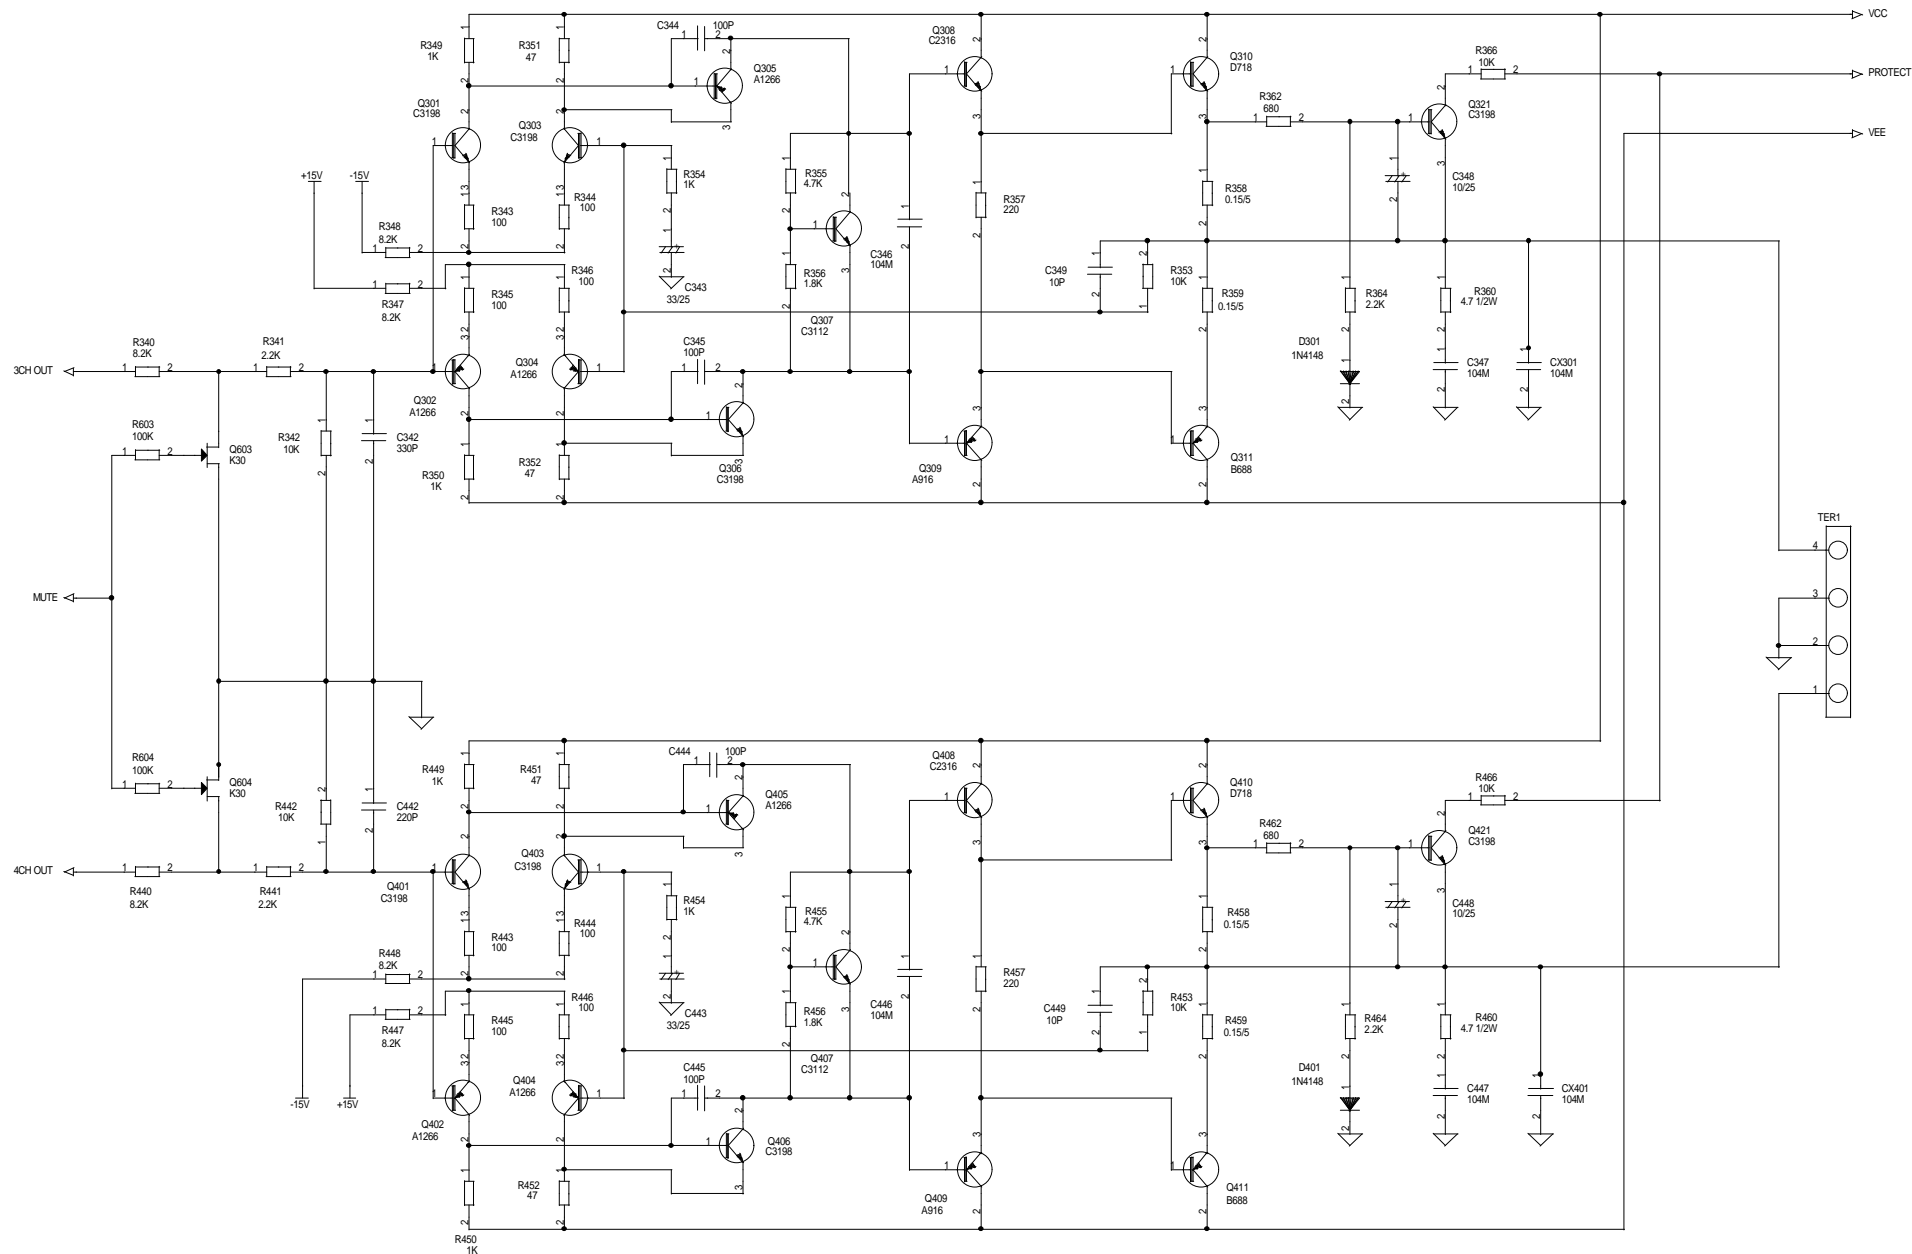 VCC
PROTECT
VEE
C344 100P
R349
1K
R351
47
Q305
A1266
Q308
C2316
Q310
D718
R366
10K
Q301
C3198
Q303
C3198
R362
680
Q321
C3198
+15V
-15V
R354
1K
R355
4.7K
R357
220
R358
0.15/5
C348
10/25
R343
100
R344
100
R348
8.2K
C346
104M
R346
100
R345
100
R347
8.2K
C343
33/25
R356
1.8K
C349
10P
R353
10K
R359
0.15/5
R364
2.2K
R360
4.7 1/2W
Q307
C3112
R340
8.2K
R341
2.2K
3CH OUT
Q304
A1266
C345
100P
D301
1N4148
C347
104M
CX301
104M
Q302
A1266
R603
100K
Q603
K30
R342
10K
C342
330P
R350
1K
R352
47
Q306
C3198
Q309
A916
Q311
B688
TER1
4
3
2
1
MUTE
R604
100K
Q604
K30
R442
10K
C442
220P
R449
1K
R451
47
C444 100P
Q405
A1266
Q408
C2316
Q410
D718
R466
10K
4CH OUT
R440
8.2K
R441
2.2K
Q401
C3198
Q403
C3198
R462
680
Q421
C3198
R454
1K
R455
4.7K
R458
0.15/5
C448
10/25
R443
100
R444
100
R448
8.2K
R457
220
R446
100
R445
100
R447
8.2K
C443
33/25
R456
1.8K
C446
104M
C449
10P
R453
10K
R459
0.15/5
R464
2.2K
R460
4.7 1/2W
Q407
C3112
-15V
+15V
Q404
A1266
C445
100P
D401
1N4148
C447
104M
CX401
104M
Q402
A1266
Q406
C3198
R452
47
Q409
A916
Q411
B688
R450
1K